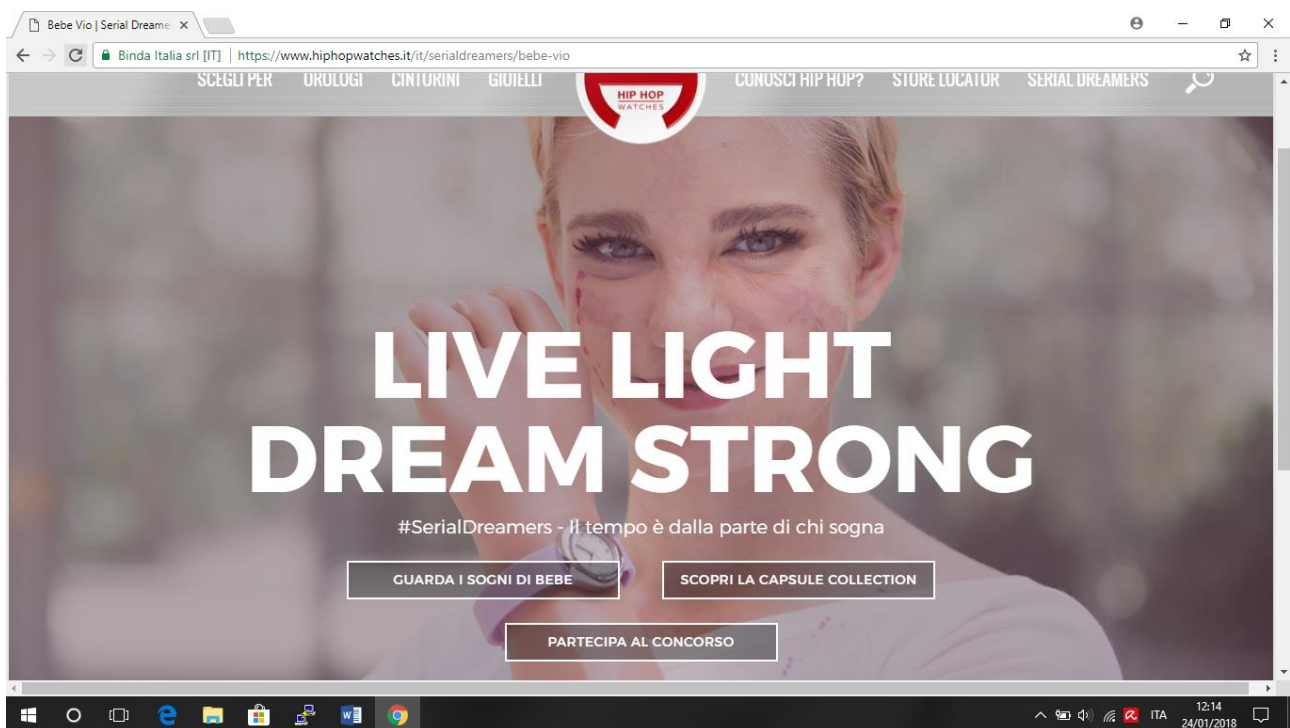 Bebe Vio | Serial Dreame
Binda Italia srl [IT] | https://www.hiphopwatches.it/it/serialdreamers/bebe-vio
SCEGLI PER OROLOGI CINTURINI GIOIELLI CONOSCI HIP HOP? STORE LOCATOR SERIAL DREAMERS
HIP HOP
WATCHES
LIVE LIGHT
DREAM STRONG
#SerialDreamers - Il tempo è dalla parte di chi sogna
GUARDA I SOGNI DI BEBE SCOPRI LA CAPSULE COLLECTION
PARTECIPA AL CONCORSO
ITA
12:14
24/01/2018